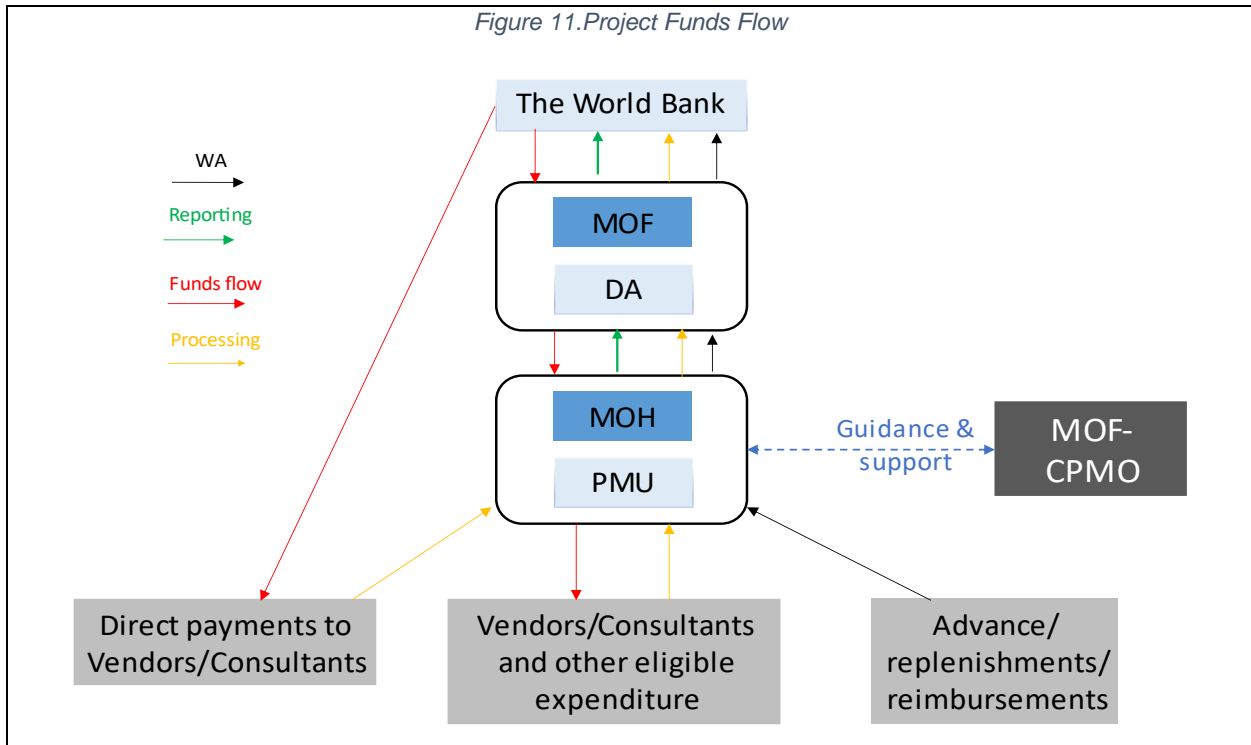 Figure 11.Project Funds Flow
The World Bank
WA
Reporting
Funds flow
Processing
MOF
DA
MOH
PMU
Guidance &
support
MOF-
CPMO
Direct payments to
Vendors/Consultants
Vendors/Consultants
and other eligible
expenditure
Advance/
replenishments/
reimbursements